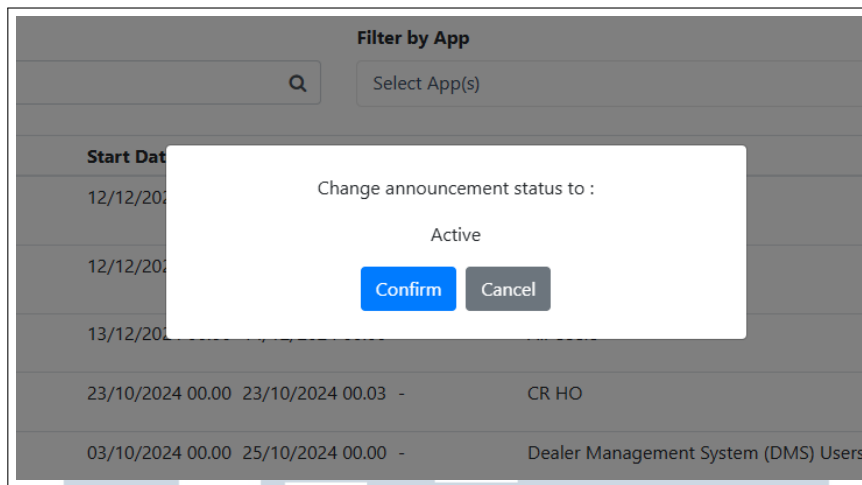 Filter by App
Select App(s)
Start Dat
Change announcement status to :
12/12/202
Active
12/12/202
Confirm Cancel
13/12/202
23/10/2024 00.00 23/10/2024 00.03 - CR HO
03/10/2024 00.00 25/10/2024 00.00 - Dealer Management System (DMS) Users